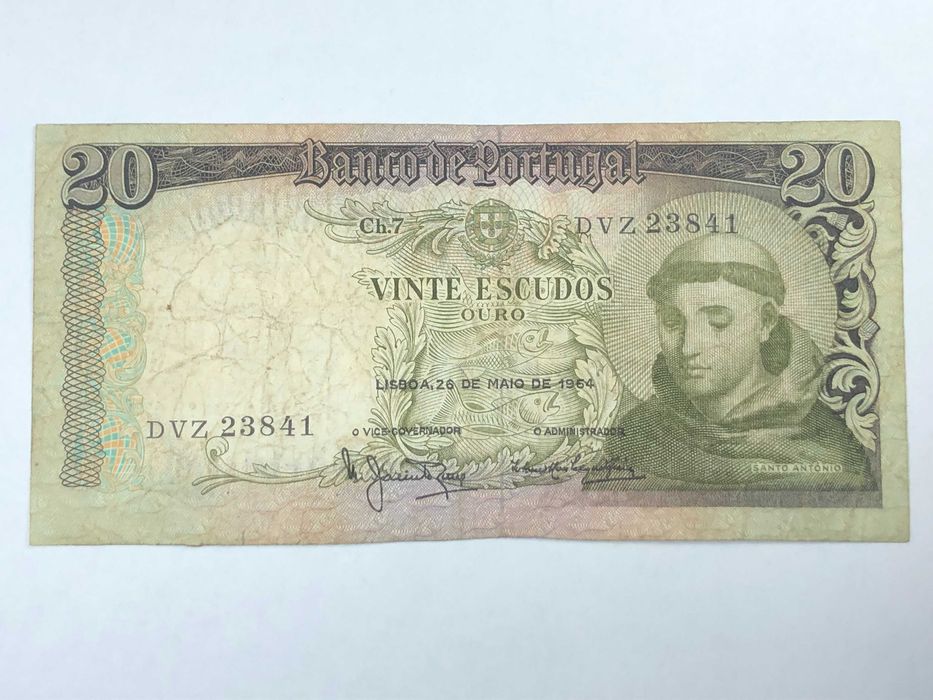 20 Banco de Portugal 20
Ch.7 DVZ 23841
VINTE ESCUDOS
OURO
LISBOA, 26 DE MAIO DE 1964
DVZ 23841
O VICE-GOVERNADOR O ADMINISTRADOR
SANTO ANTÓNIO